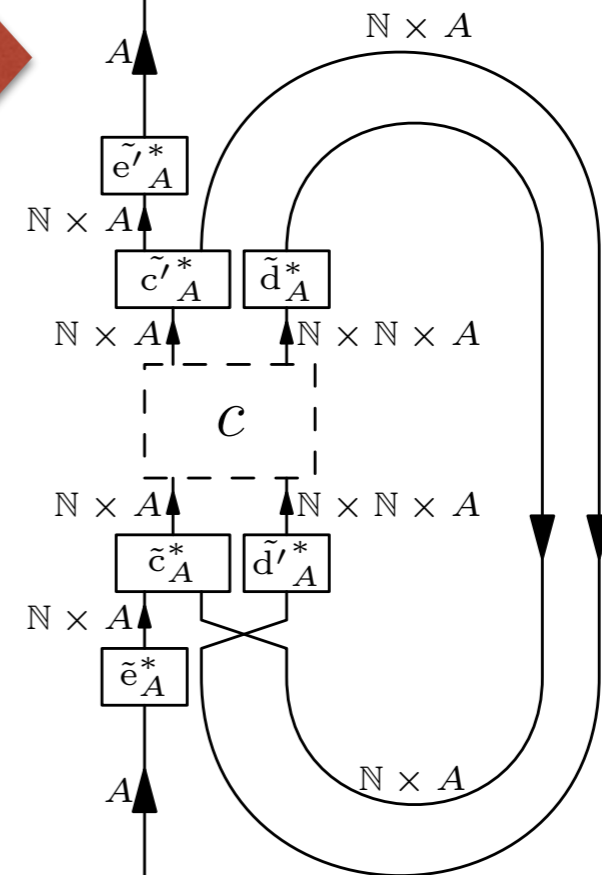 ℕ × A
A
ẽ′*_A
ℕ × A
c̃′*_A d̃*_A
ℕ × A ℕ × ℕ × A
c
ℕ × A ℕ × ℕ × A
c̃*_A d̃′*_A
ℕ × A
ẽ*_A
ℕ × A
A